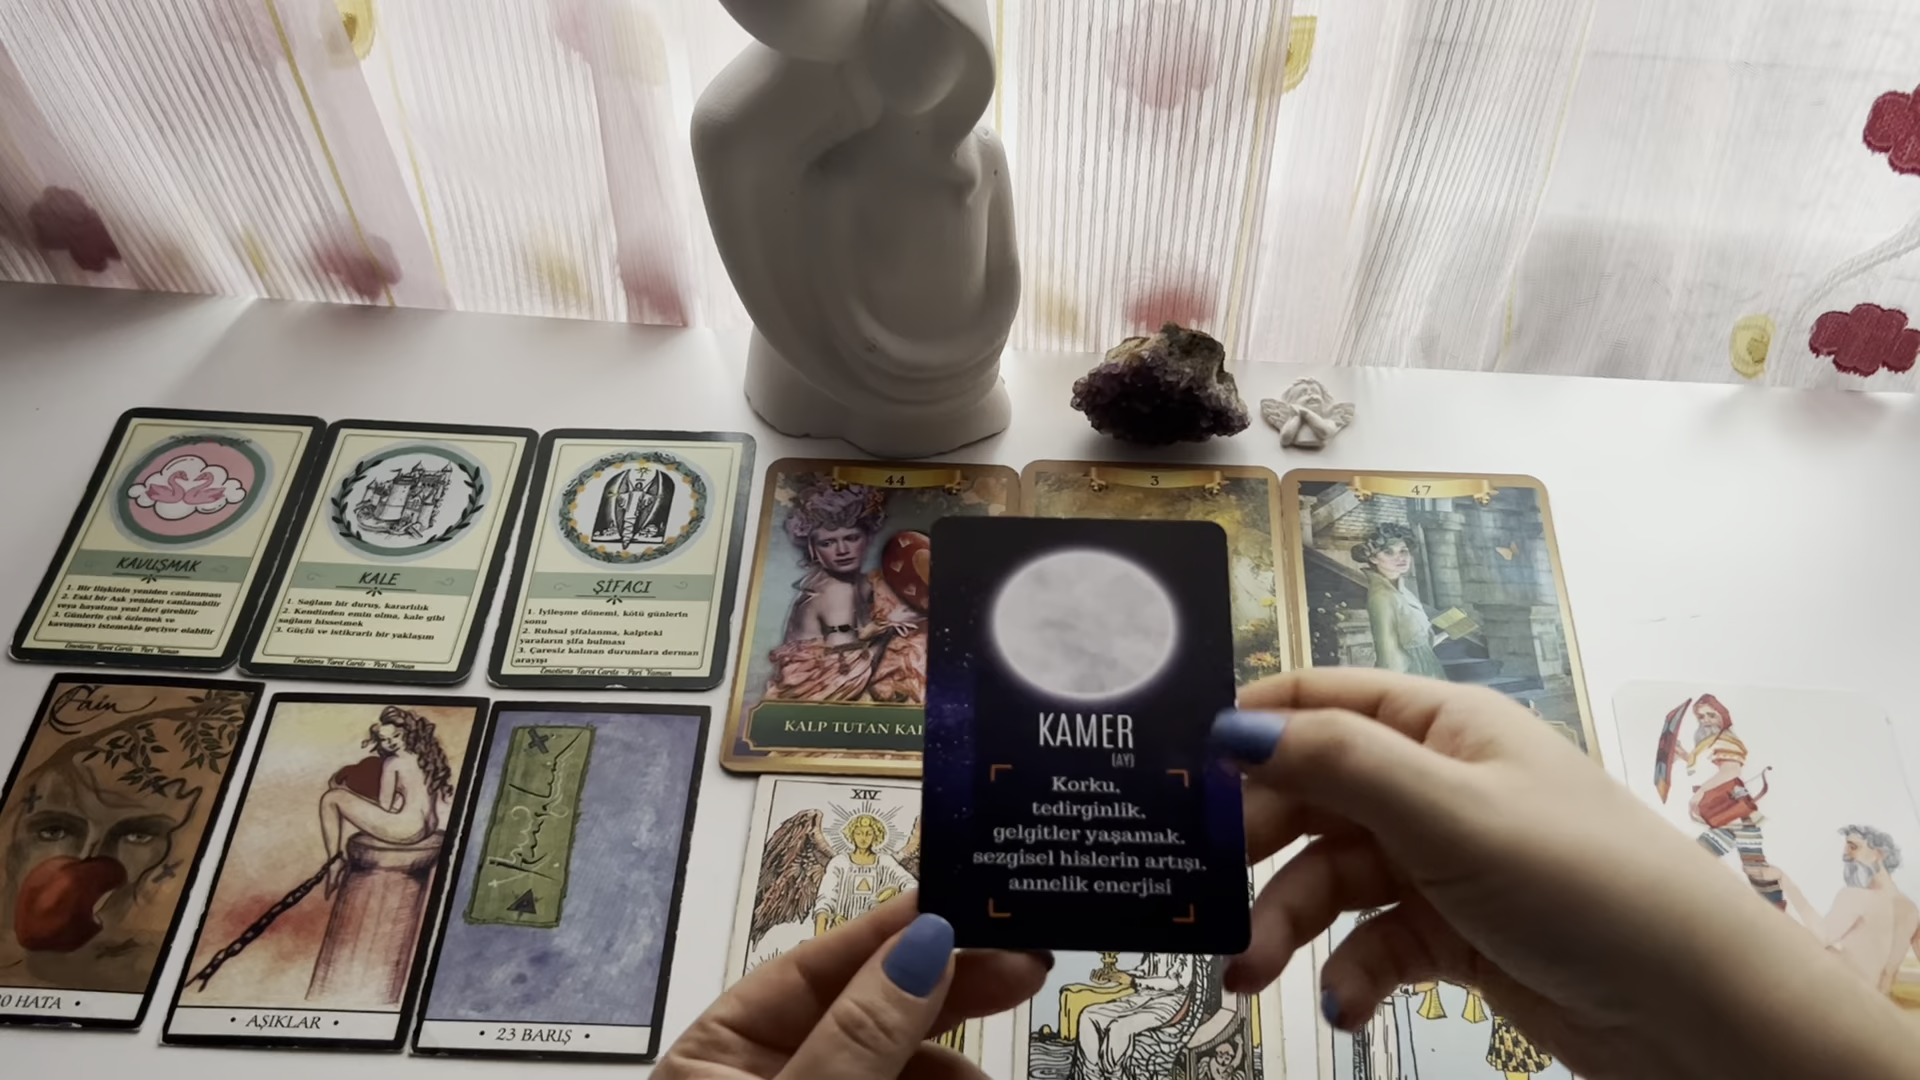 KAVUŞMAK
1. Bir ilişkinin yeniden canlanması
2. Eski bir Aşk yeniden canlanabilir
veya hayatına yeni biri girebilir
3. Günlerin çok özlemek ve
kavuşmayı istemekle geçiyor olabilir
Emotions Tarot Cards - Peri Yaman
KALE
1. Sağlam bir duruş, kararlılık
2. Kendinden emin olma, kale gibi
sağlam hissetmek
3. Güçlü ve istikrarlı bir yaklaşım
Emotions Tarot Cards - Peri Yaman
ŞİFACI
1. İyileşme dönemi, kötü günlerin
sonu
2. Ruhsal şifalanma, kalpteki
yaraların şifa bulması
3. Çaresiz kalınan durumlara derman
arayışı
Emotions Tarot Cards - Peri Yaman
44
KALP TUTAN KA
3
47
KAMER
(AY)
Korku,
tedirginlik,
gelgitler yaşamak,
sezgisel hislerin artışı,
annelik enerjisi
Cain
0 HATA •
• AŞIKLAR •
• 23 BARIŞ •
XIV